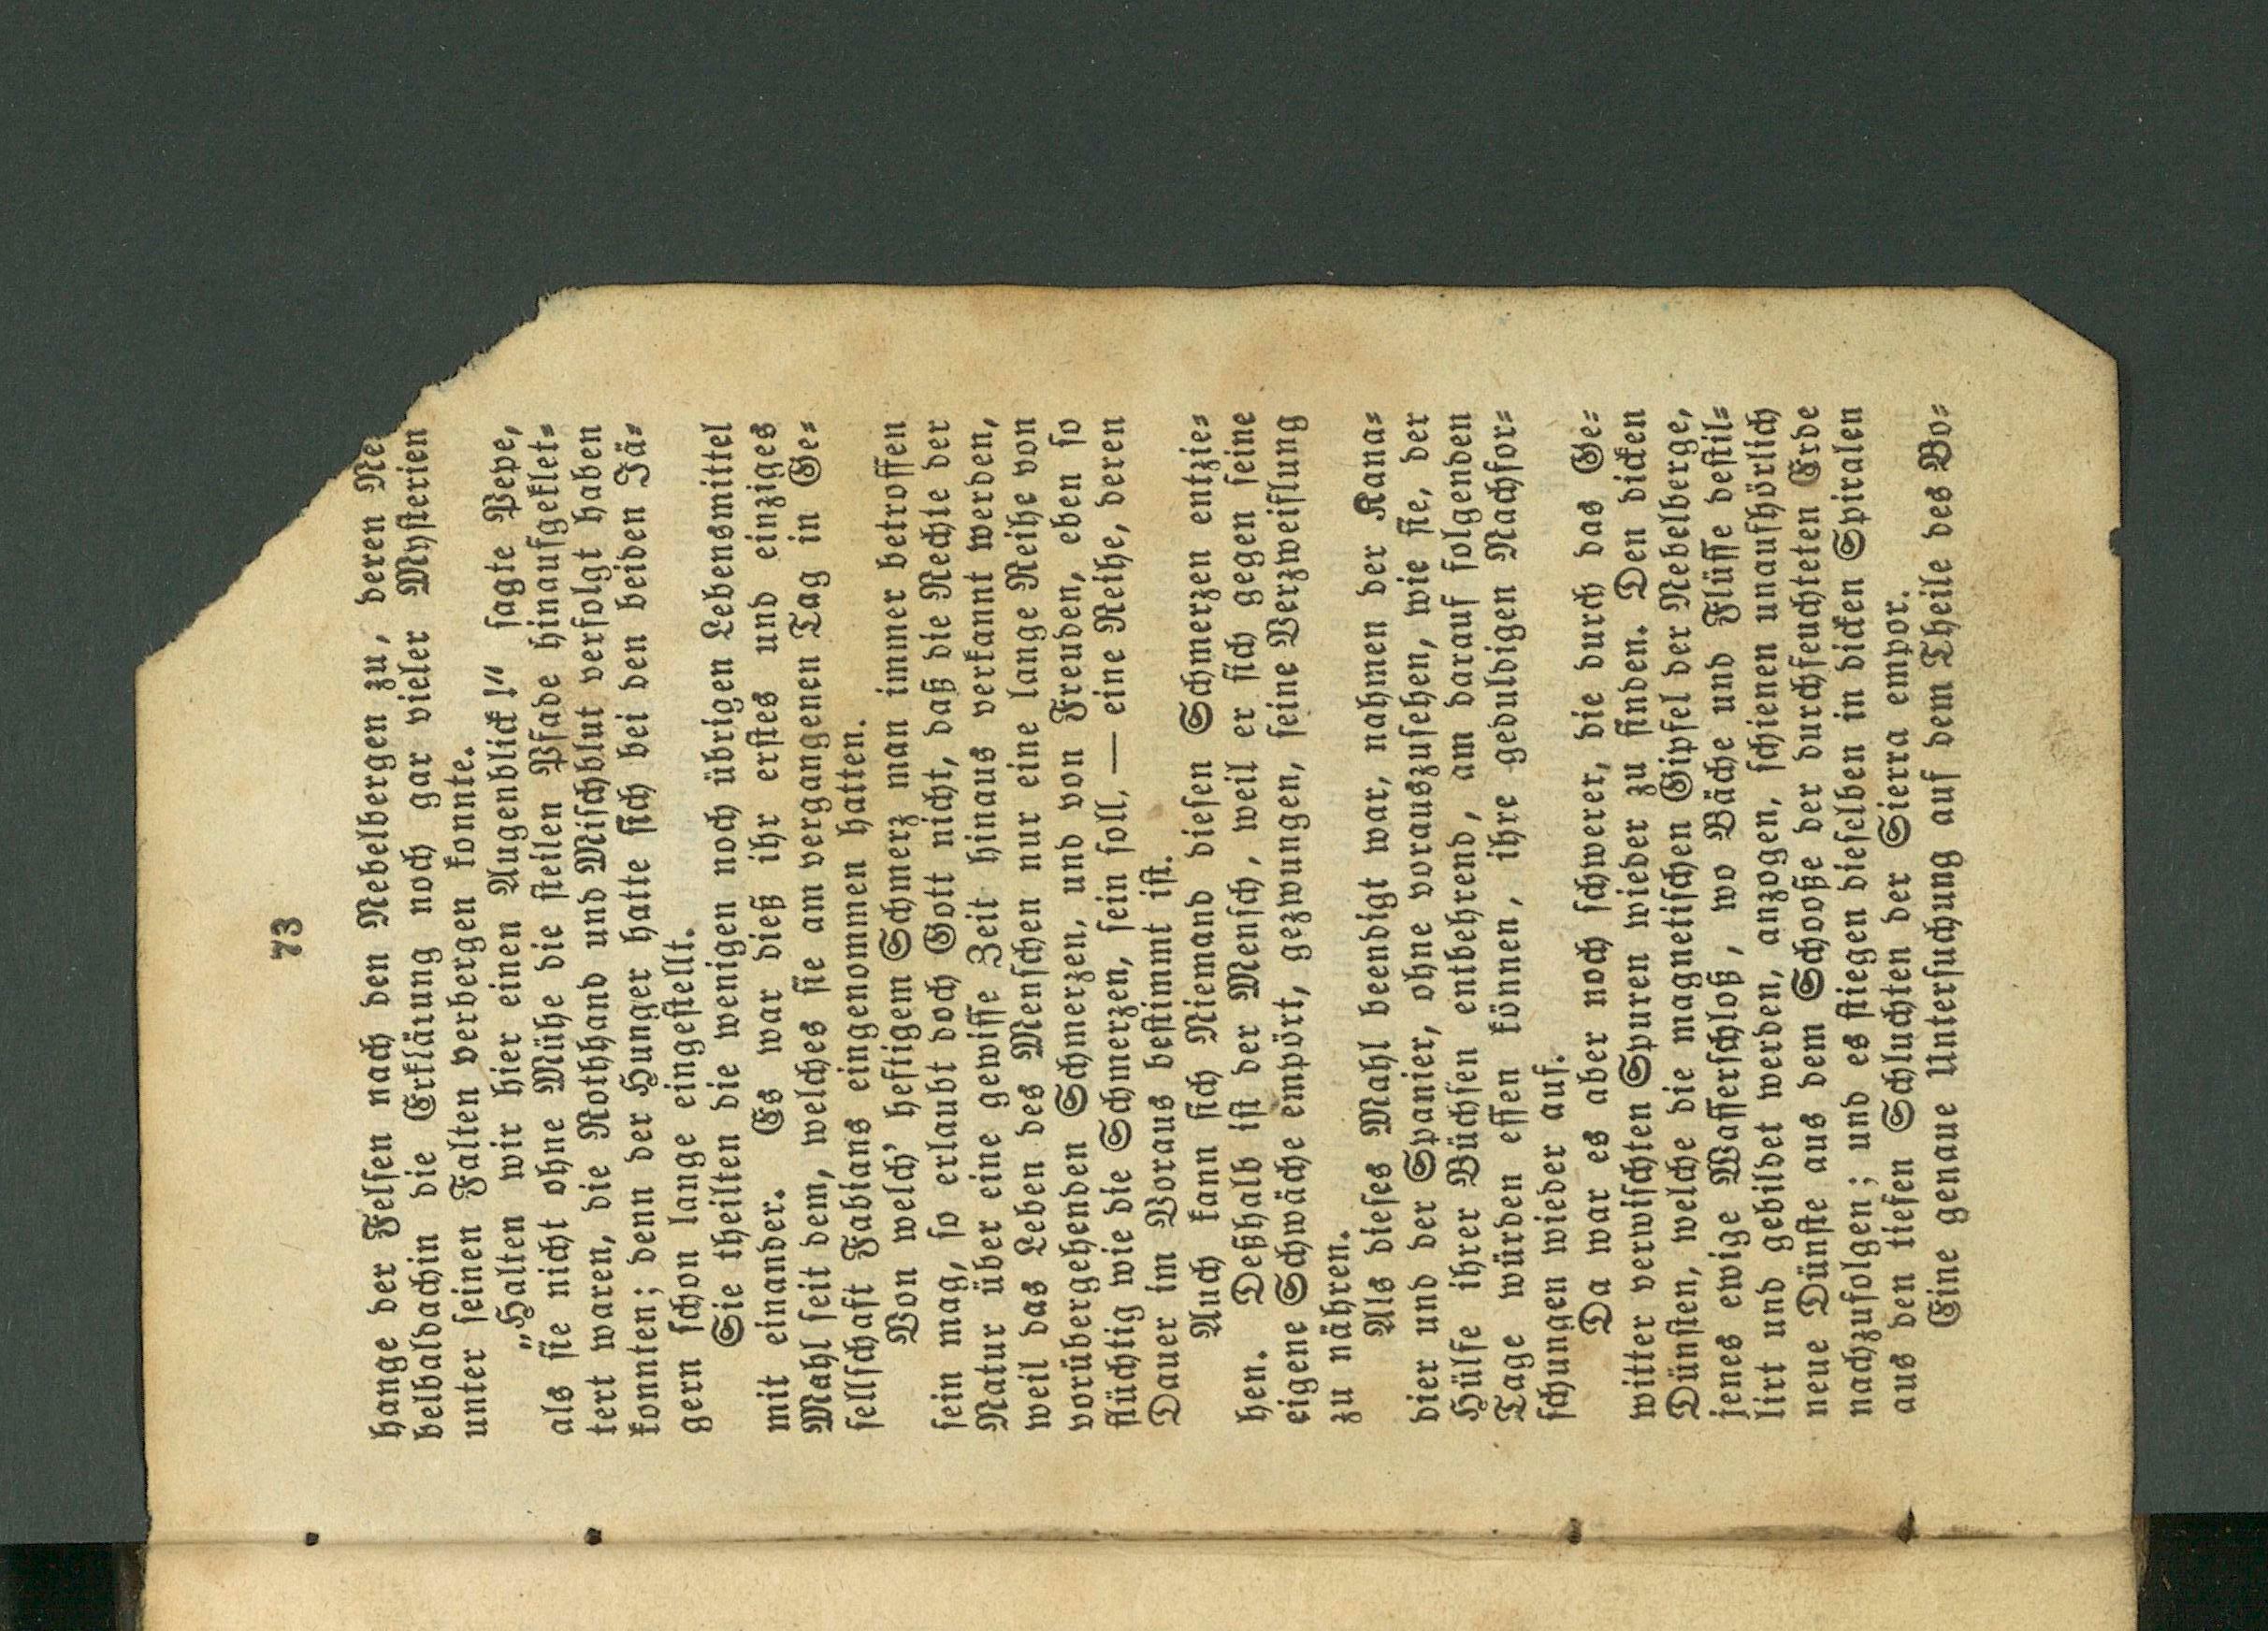 73
hange der Felsen nach den Nebelbergen zu, deren Ne
belbaldachin die Erklärung noch gar vieler Mysterien
unter seinen Falten verbergen konnte.
„Halten wir hier einen Augenblick!“ sagte Pepe,
als sie nicht ohne Mühe die steilen Pfade hinaufgeklet-
tert waren, die Rothhand und Mischblut verfolgt haben
konnten; denn der Hunger hatte sich bei den beiden Jä-
gern schon lange eingestellt.
Sie theilten die wenigen noch übrigen Lebensmittel
mit einander. Es war dieß ihr erstes und einziges
Mahl seit dem, welches sie am vergangenen Tag in Ge-
sellschaft Fabians eingenommen hatten.
Von welch' heftigem Schmerz man immer betroffen
sein mag, so erlaubt doch Gott nicht, daß die Rechte der
Natur über eine gewisse Zeit hinaus verkannt werden,
weil das Leben des Menschen nur eine lange Reihe von
vorübergehenden Schmerzen, und von Freuden, eben so
flüchtig wie die Schmerzen, sein soll, — eine Reihe, deren
Dauer im Voraus bestimmt ist.
Auch kann sich Niemand diesen Schmerzen entzie-
hen. Deßhalb ist der Mensch, weil er sich gegen seine
eigene Schwäche empört, gezwungen, seine Verzweiflung
zu nähren.
Als dieses Mahl beendigt war, nahmen der Kana-
dier und der Spanier, ohne vorauszusehen, wie sie, der
Hülfe ihrer Büchsen entbehrend, am darauf folgenden
Tage würden essen können, ihre geduldigen Nachfor-
schungen wieder auf.
Da war es aber noch schwerer, die durch das Ge-
witter verwischten Spuren wieder zu finden. Den dicken
Dünsten, welche die magnetischen Gipfel der Nebelberge,
jenes ewige Wasserschloß, wo Bäche und Flüsse destil-
lirt und gebildet werden, anzogen, schienen unaufhörlich
neue Dünste aus dem Schooße der durchfeuchteten Erde
nachzufolgen; und es stiegen dieselben in dicken Spiralen
aus den tiefen Schluchten der Sierra empor.
Eine genaue Untersuchung auf dem Theile des Bo-